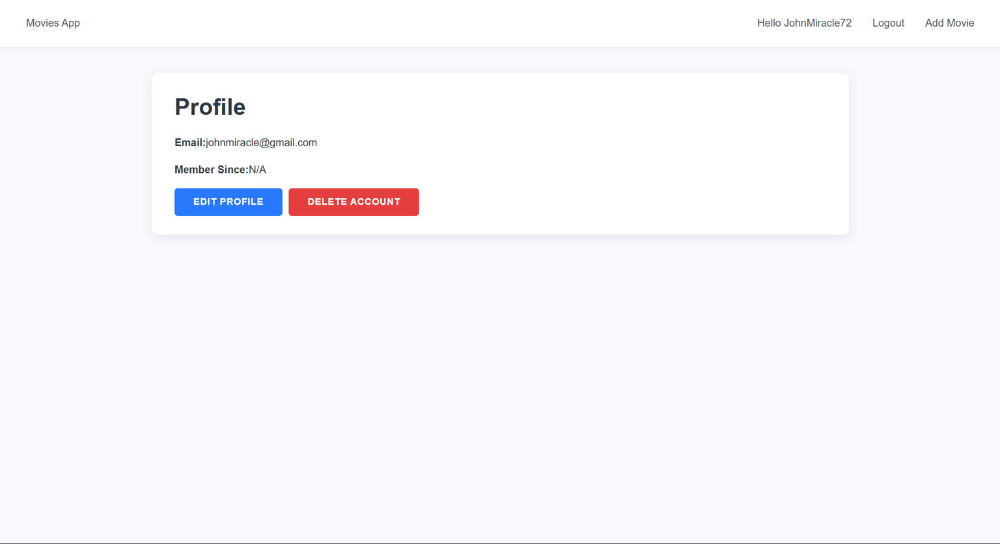 Movies App
Hello JohnMiracle72 Logout Add Movie
Profile
Email:johnmiracle@gmail.com
Member Since:N/A
EDIT PROFILE DELETE ACCOUNT